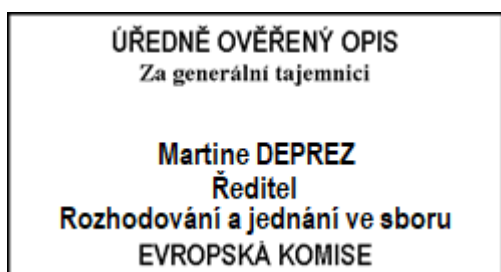 ÚŘEDNĚ OVĚŘENÝ OPIS
Za generální tajemnici
Martine DEPREZ
Ředitel
Rozhodování a jednání ve sboru
EVROPSKÁ KOMISE